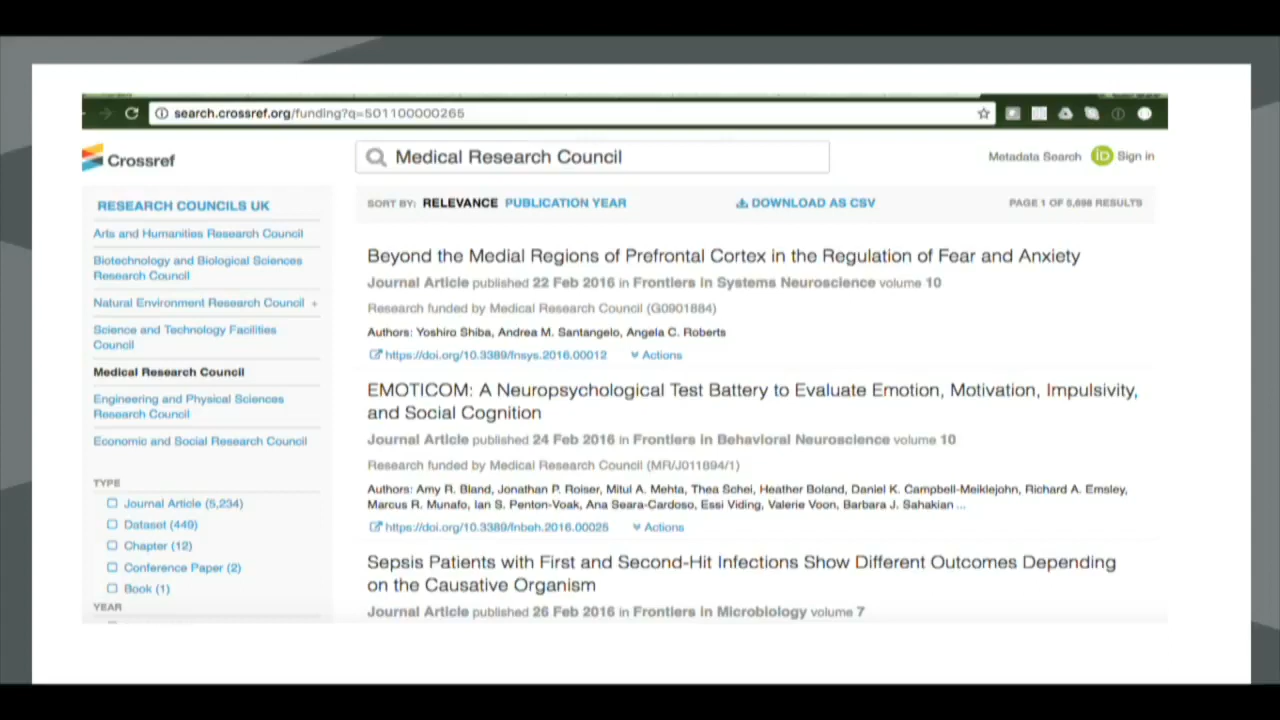 search.crossref.org/funding?q=501100000265
Crossref
Medical Research Council
Metadata Search iD Sign in
RESEARCH COUNCILS UK
Arts and Humanities Research Council
Biotechnology and Biological Sciences
Research Council
Natural Environment Research Council +
Science and Technology Facilities
Council
Medical Research Council
Engineering and Physical Sciences
Research Council
Economic and Social Research Council
TYPE
Journal Article (5,234)
Dataset (449)
Chapter (12)
Conference Paper (2)
Book (1)
YEAR
SORT BY: RELEVANCE PUBLICATION YEAR
DOWNLOAD AS CSV
PAGE 1 OF 5,698 RESULTS
Beyond the Medial Regions of Prefrontal Cortex in the Regulation of Fear and Anxiety
Journal Article published 22 Feb 2016 in Frontiers in Systems Neuroscience volume 10
Research funded by Medical Research Council (G0901884)
Authors: Yoshiro Shiba, Andrea M. Santangelo, Angela C. Roberts
https://doi.org/10.3389/fnsys.2016.00012 Actions
EMOTICOM: A Neuropsychological Test Battery to Evaluate Emotion, Motivation, Impulsivity,
and Social Cognition
Journal Article published 24 Feb 2016 in Frontiers in Behavioral Neuroscience volume 10
Research funded by Medical Research Council (MR/J011894/1)
Authors: Amy R. Bland, Jonathan P. Roiser, Mitul A. Mehta, Thea Schei, Heather Boland, Daniel K. Campbell-Meiklejohn, Richard A. Emsley,
Marcus R. Munafo, Ian S. Penton-Voak, Ana Seara-Cardoso, Essi Viding, Valerie Voon, Barbara J. Sahakian ...
https://doi.org/10.3389/fnbeh.2016.00025 Actions
Sepsis Patients with First and Second-Hit Infections Show Different Outcomes Depending
on the Causative Organism
Journal Article published 26 Feb 2016 in Frontiers in Microbiology volume 7